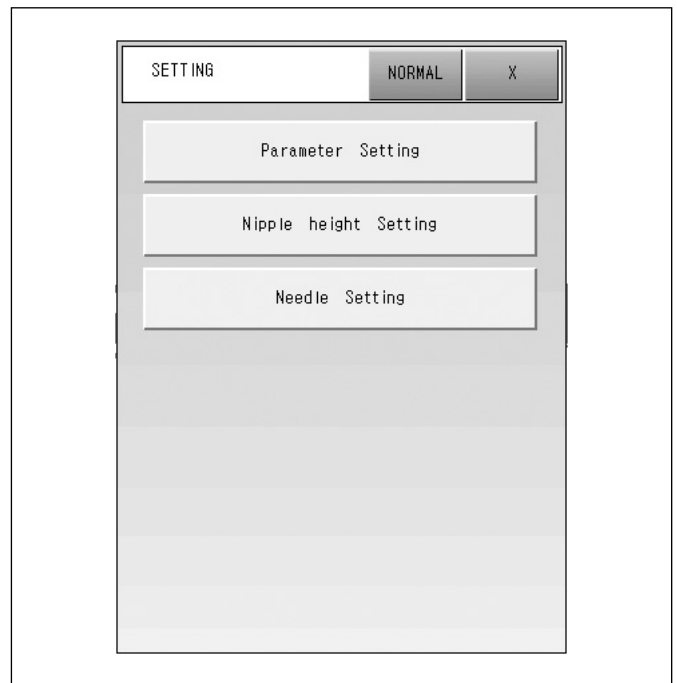 SETTING NORMAL X
Parameter Setting
Nipple height Setting
Needle Setting